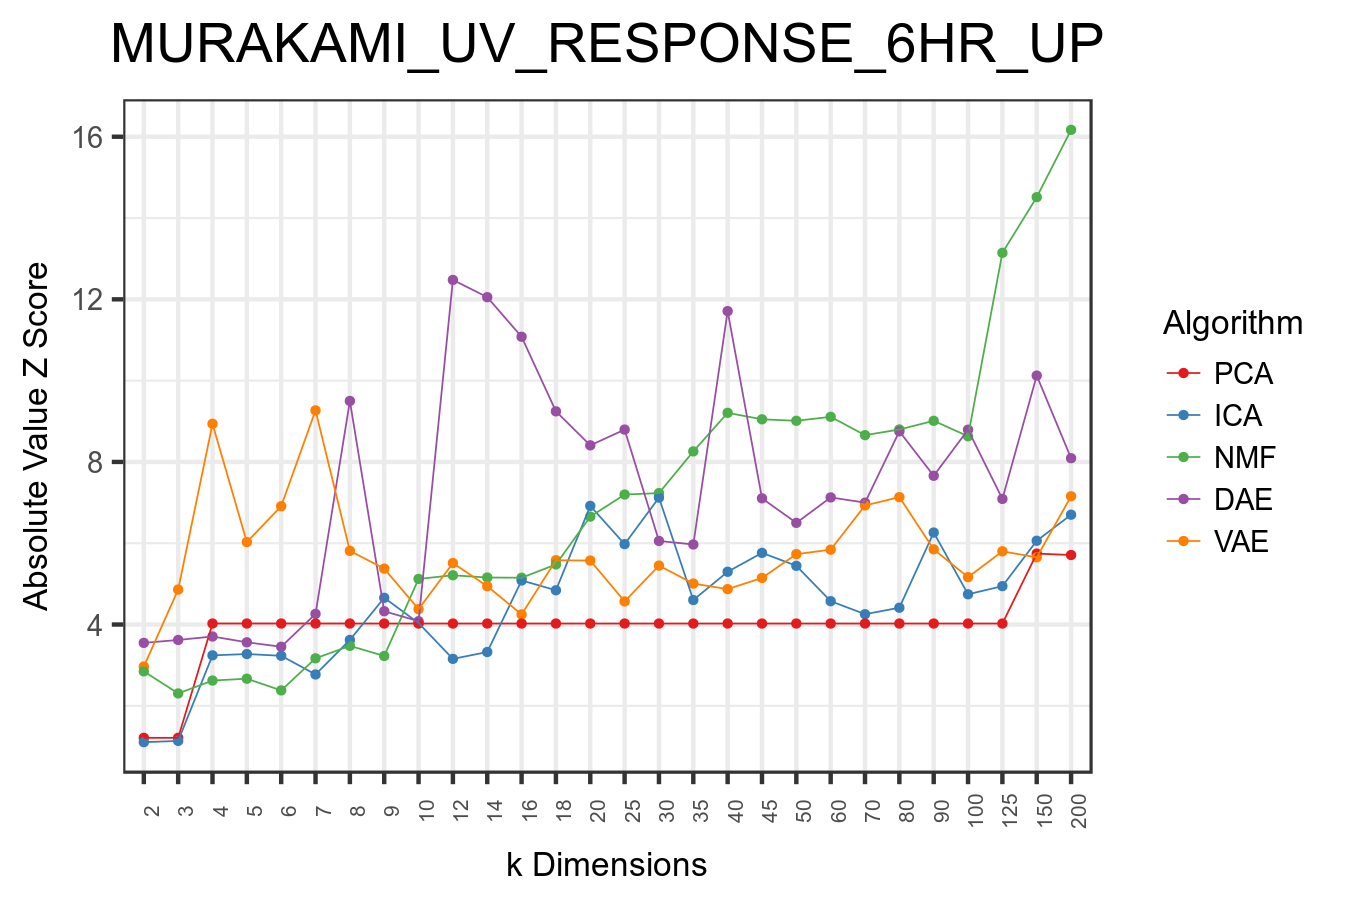 MURAKAMI_UV_RESPONSE_6HR_UP
Absolute Value Z Score
16
12
8
4
2 3 4 5 6 7 8 9 10 12 14 16 18 20 25 30 35 40 45 50 60 70 80 90 100 125 150 200
k Dimensions
Algorithm
PCA
ICA
NMF
DAE
VAE